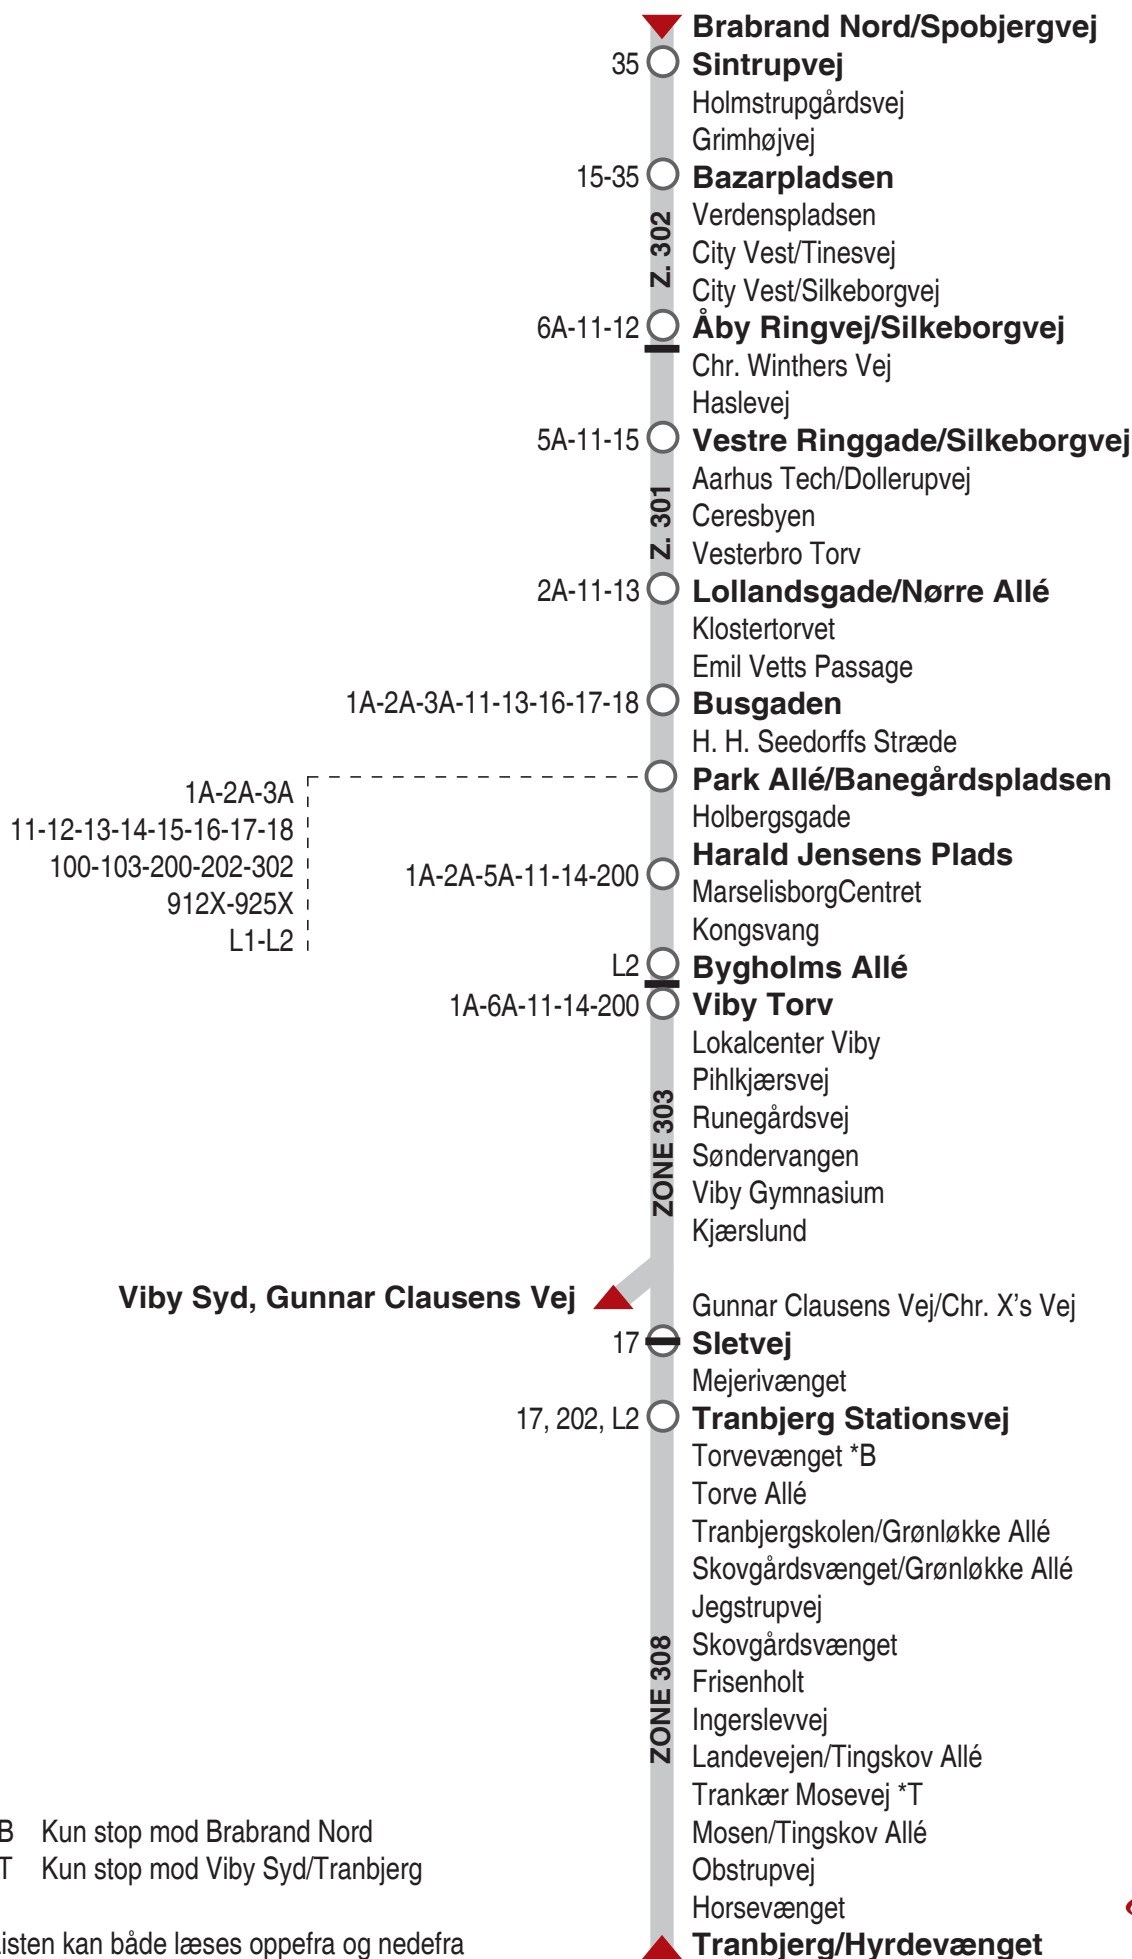 Brabrand Nord/Spobjergvej
35 Sintrupvej
Holmstrupgårdsvej
Grimhøjvej
15-35 Bazarpladsen
Verdenspladsen
Z. 302
City Vest/Tinesvej
City Vest/Silkeborgvej
6A-11-12 Åby Ringvej/Silkeborgvej
Chr. Winthers Vej
Haslevej
5A-11-15 Vestre Ringgade/Silkeborgvej
Aarhus Tech/Dollerupvej
Z. 301
Ceresbyen
Vesterbro Torv
2A-11-13 Lollandsgade/Nørre Allé
Klostertorvet
Emil Vetts Passage
1A-2A-3A-11-13-16-17-18 Busgaden
H. H. Seedorffs Stræde
Park Allé/Banegårdspladsen
1A-2A-3A
11-12-13-14-15-16-17-18
100-103-200-202-302
912X-925X
L1-L2
Holbergsgade
1A-2A-5A-11-14-200 Harald Jensens Plads
MarselisborgCentret
Kongsvang
L2 Bygholms Allé
1A-6A-11-14-200 Viby Torv
Lokalcenter Viby
Pihlkjærsvej
Runegårdsvej
ZONE 303
Søndervangen
Viby Gymnasium
Kjærslund
Viby Syd, Gunnar Clausens Vej
Gunnar Clausens Vej/Chr. X's Vej
17 Sletvej
Mejerivænget
17, 202, L2 Tranbjerg Stationsvej
Torvevænget *B
Torve Allé
Tranbjergskolen/Grønløkke Allé
Skovgårdsvænget/Grønløkke Allé
Jegstrupvej
Skovgårdsvænget
ZONE 308
Frisenholt
Ingerslevvej
Landevejen/Tingskov Allé
Trankær Mosevej *T
Mosen/Tingskov Allé
Obstrupvej
Horsevænget
Tranbjerg/Hyrdevænget
B Kun stop mod Brabrand Nord
T Kun stop mod Viby Syd/Tranbjerg
isten kan både læses oppefra og nedefra